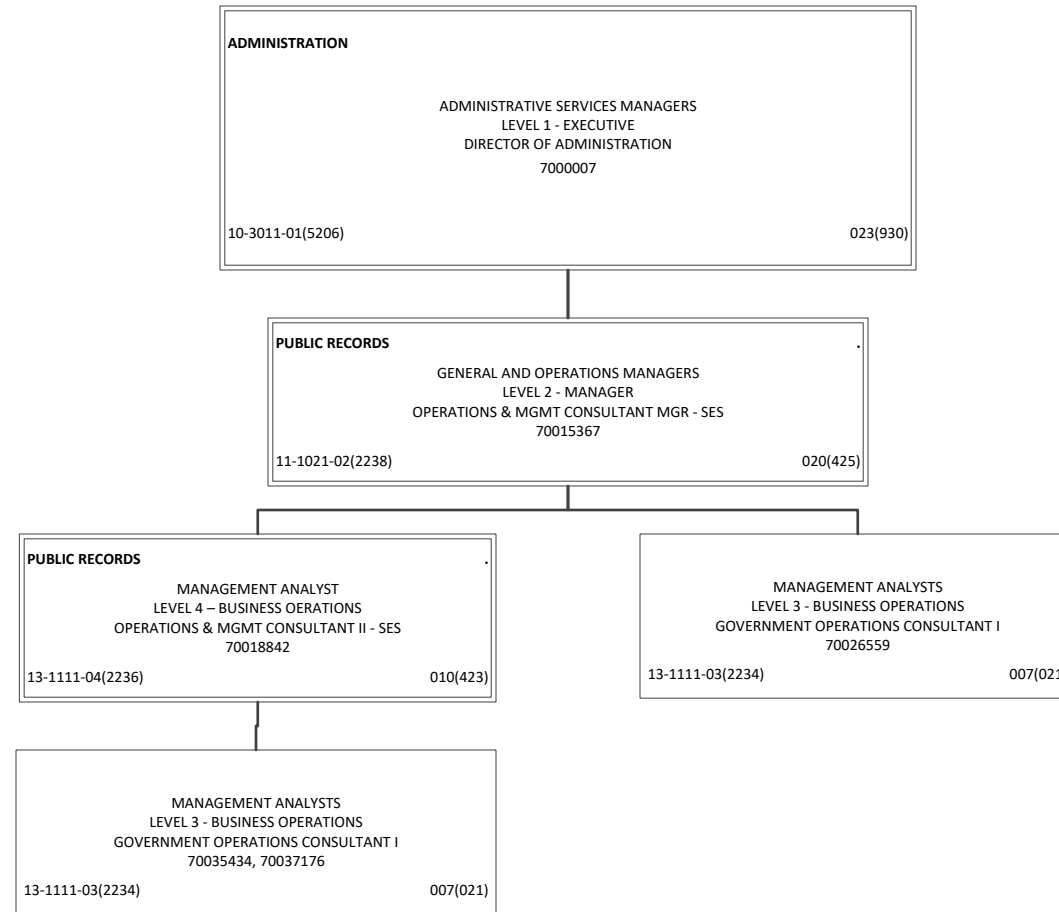 ADMINISTRATION
ADMINISTRATIVE SERVICES MANAGERS
LEVEL 1 - EXECUTIVE
DIRECTOR OF ADMINISTRATION
7000007
10-3011-01(5206) 023(930)
PUBLIC RECORDS .
GENERAL AND OPERATIONS MANAGERS
LEVEL 2 - MANAGER
OPERATIONS & MGMT CONSULTANT MGR - SES
70015367
11-1021-02(2238) 020(425)
PUBLIC RECORDS .
MANAGEMENT ANALYST
LEVEL 4 – BUSINESS OERATIONS
OPERATIONS & MGMT CONSULTANT II - SES
70018842
13-1111-04(2236) 010(423)
MANAGEMENT ANALYSTS
LEVEL 3 - BUSINESS OPERATIONS
GOVERNMENT OPERATIONS CONSULTANT I
70026559
13-1111-03(2234) 007(021
MANAGEMENT ANALYSTS
LEVEL 3 - BUSINESS OPERATIONS
GOVERNMENT OPERATIONS CONSULTANT I
70035434, 70037176
13-1111-03(2234) 007(021)